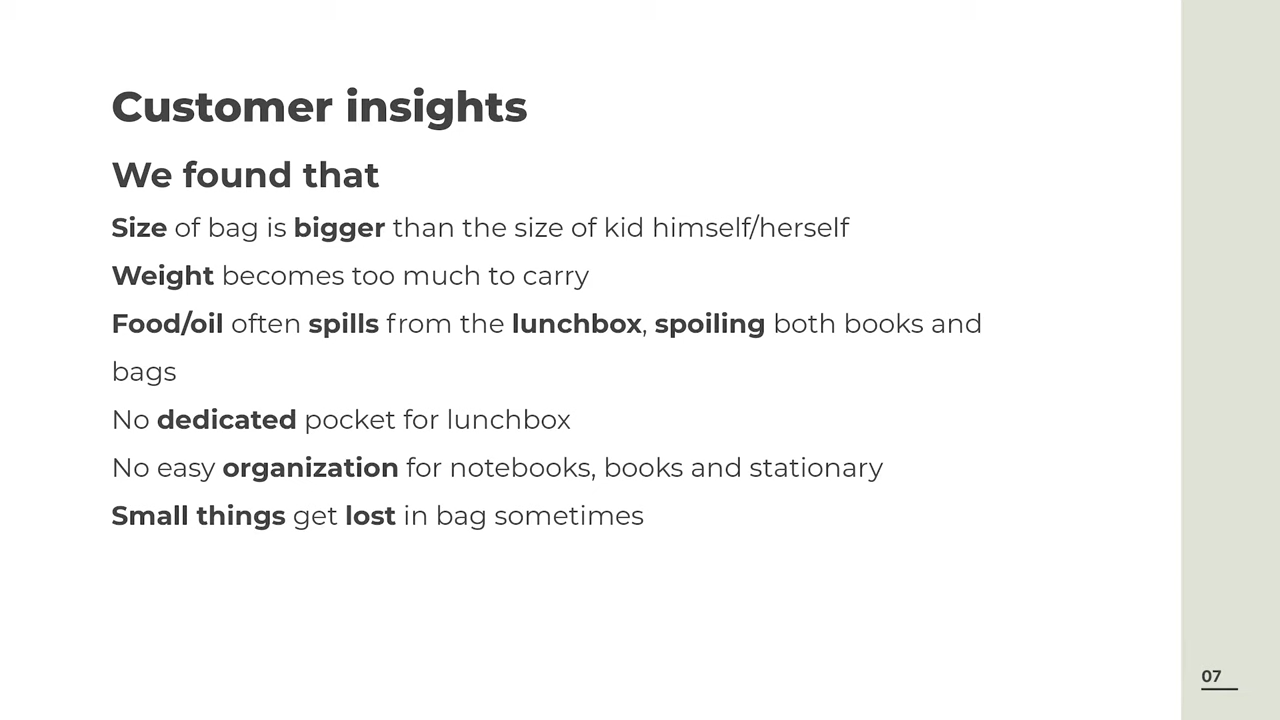 Customer insights
We found that
Size of bag is bigger than the size of kid himself/herself
Weight becomes too much to carry
Food/oil often spills from the lunchbox, spoiling both books and
bags
No dedicated pocket for lunchbox
No easy organization for notebooks, books and stationary
Small things get lost in bag sometimes
07